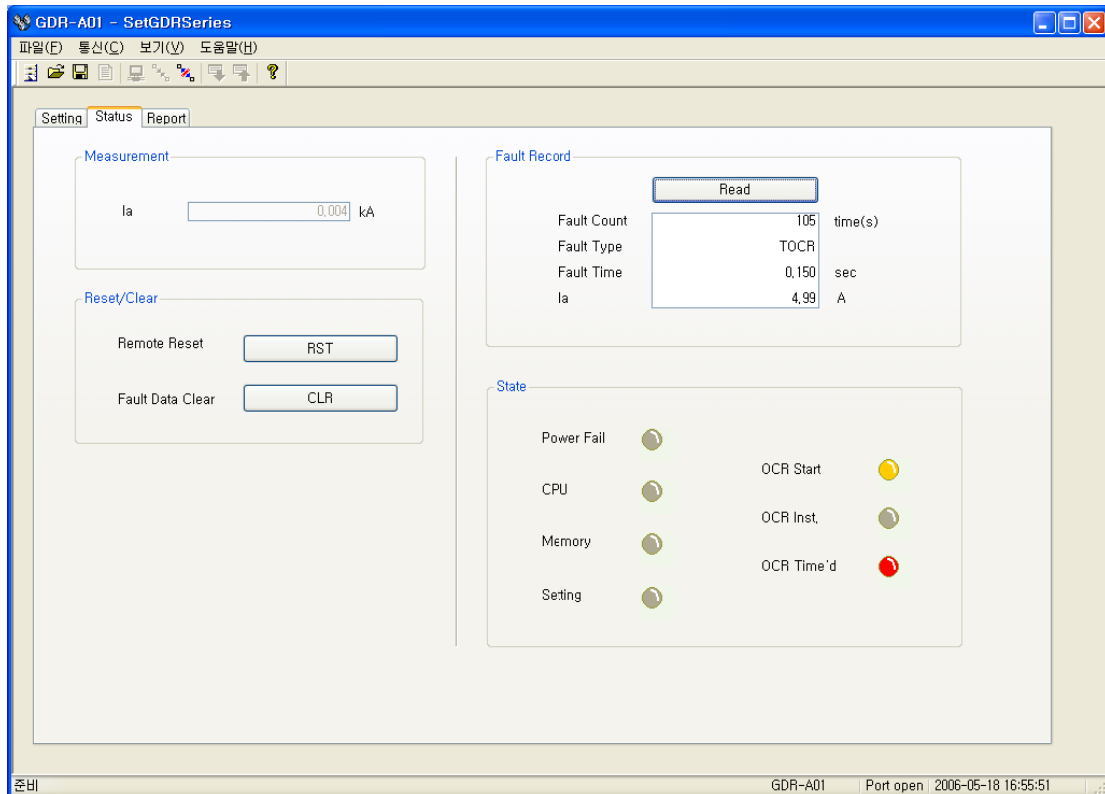 GDR-A01 - SetGDRSeries
파일(F) 통신(C) 보기(V) 도움말(H)
Setting Status Report
Measurement
Ia 0,004 kA
Reset/Clear
Remote Reset RST
Fault Data Clear CLR
Fault Record
Read
Fault Count 105 time(s)
Fault Type TOCR
Fault Time 0,150 sec
Ia 4,99 A
State
Power Fail
CPU
Memory
Setting
OCR Start
OCR Inst,
OCR Time'd
준비 GDR-A01 Port open 2006-05-18 16:55:51